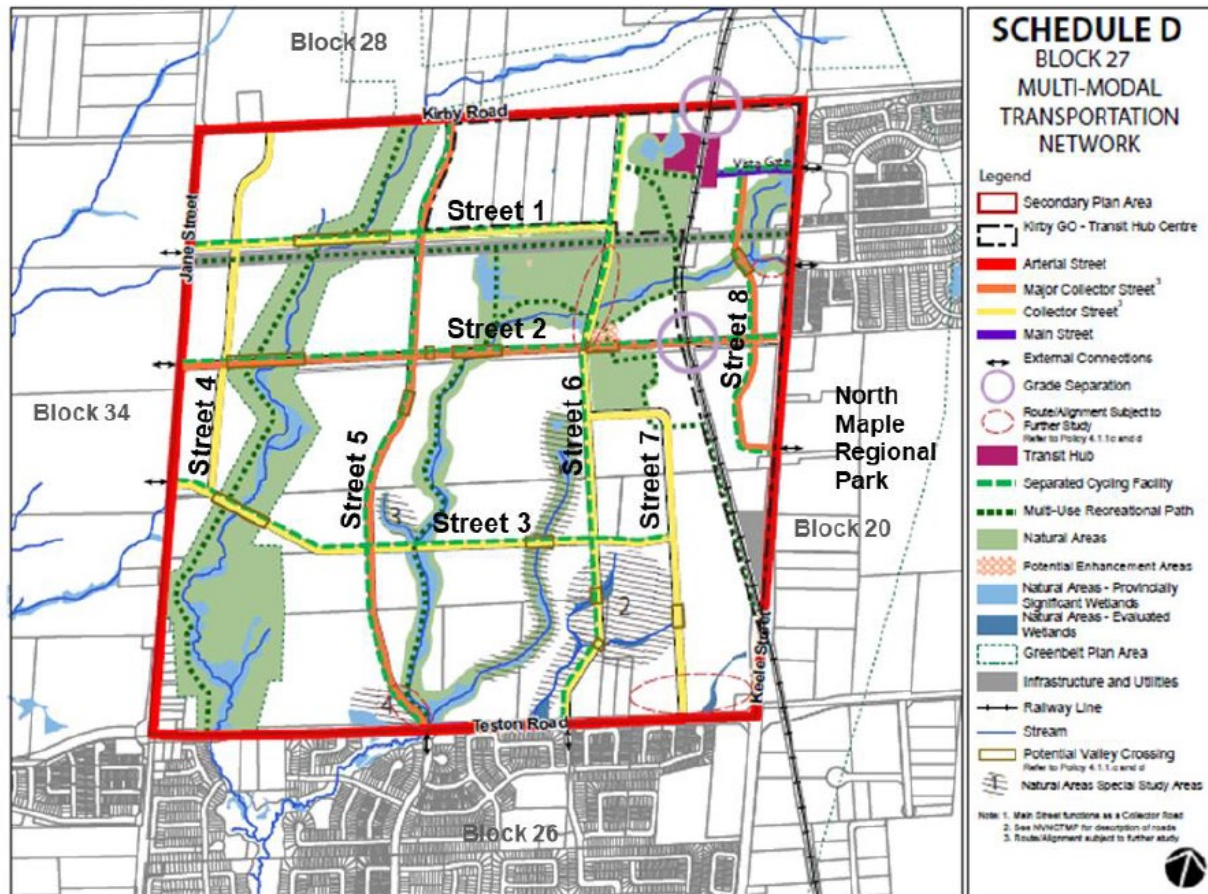 Block 28
Kirby Road
Vista Gate
Jane Street
Street 1
Street 2
Street 8
Block 34
Street 4
Street 5
Street 6
Street 7
North
Maple
Regional
Park
3
Street 3
Block 20
2
Keele Street
4
Teston Road
Block 26
SCHEDULE D
BLOCK 27
MULTI-MODAL
TRANSPORTATION
NETWORK
Legend
Secondary Plan Area
Kirby GO - Transit Hub Centre
Arterial Street
Major Collector Street³
Collector Street³
Main Street
External Connections
Grade Separation
Route/Alignment Subject to
Further Study
Refer to Policy 4.1.1c and d
Transit Hub
Separated Cycling Facility
Multi-Use Recreational Path
Natural Areas
Potential Enhancement Areas
Natural Areas - Provincially
Significant Wetlands
Natural Areas - Evaluated
Wetlands
Greenbelt Plan Area
Infrastructure and Utilities
Railway Line
Stream
Potential Valley Crossing
Refer to Policy 4.1.1.c and d
Natural Areas Special Study Areas
Note: 1. Main Street functions as a Collector Road
2. See NVNCTMP for description of roads
3. Route/Alignment subject to further study